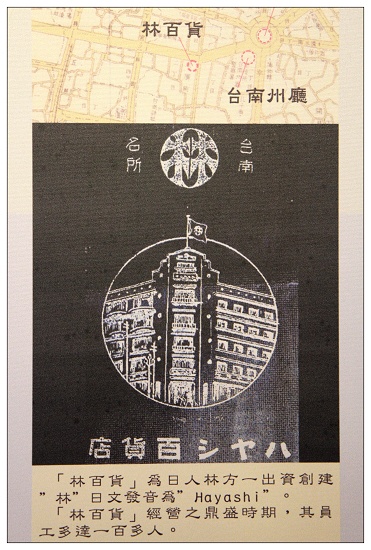 林百貨
台南州廳
名所
台南
林
店貨百シヤハ
「林百貨」為日人林方一出資創建
"林"日文發音為"Hayashi"。
「林百貨」經營之鼎盛時期，其員
工多達一百多人。